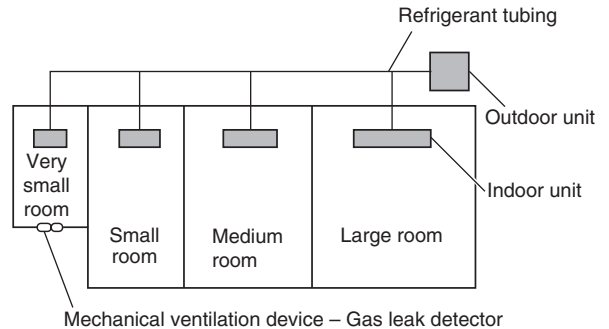 Refrigerant tubing
Outdoor unit
Indoor unit
Very
small
room
Small
room
Medium
room
Large room
Mechanical ventilation device – Gas leak detector